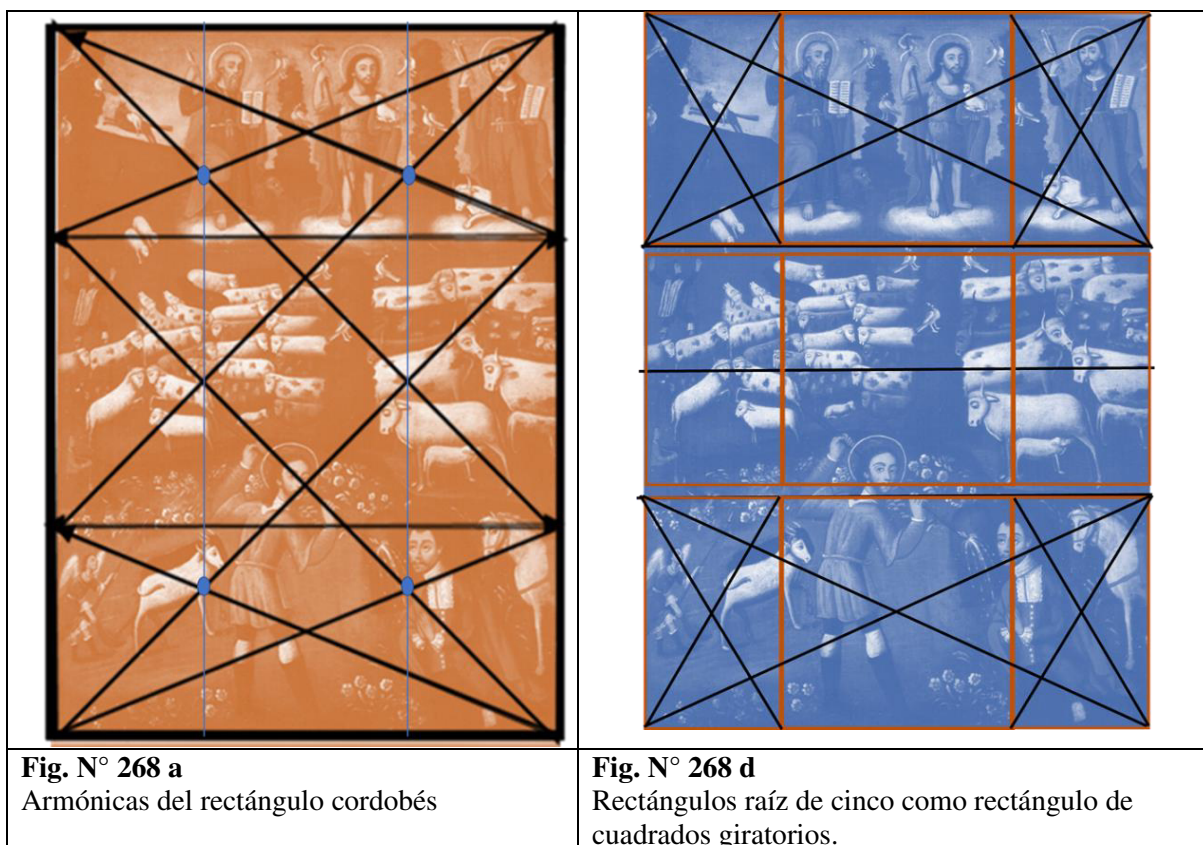 Fig. N° 268 a
Armónicas del rectángulo cordobés
Fig. N° 268 d
Rectángulos raíz de cinco como rectángulo de
cuadrados giratorios.